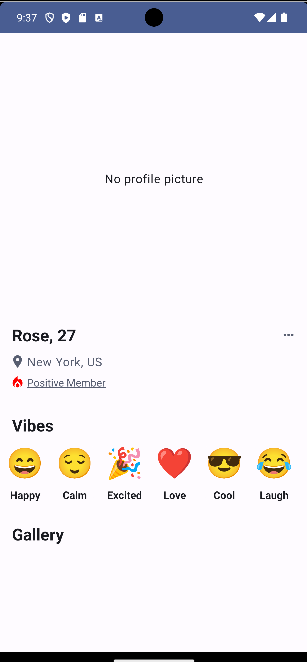 9:37
No profile picture
Rose, 27
New York, US
Positive Member
Vibes
Happy Calm Excited Love Cool Laugh
Gallery